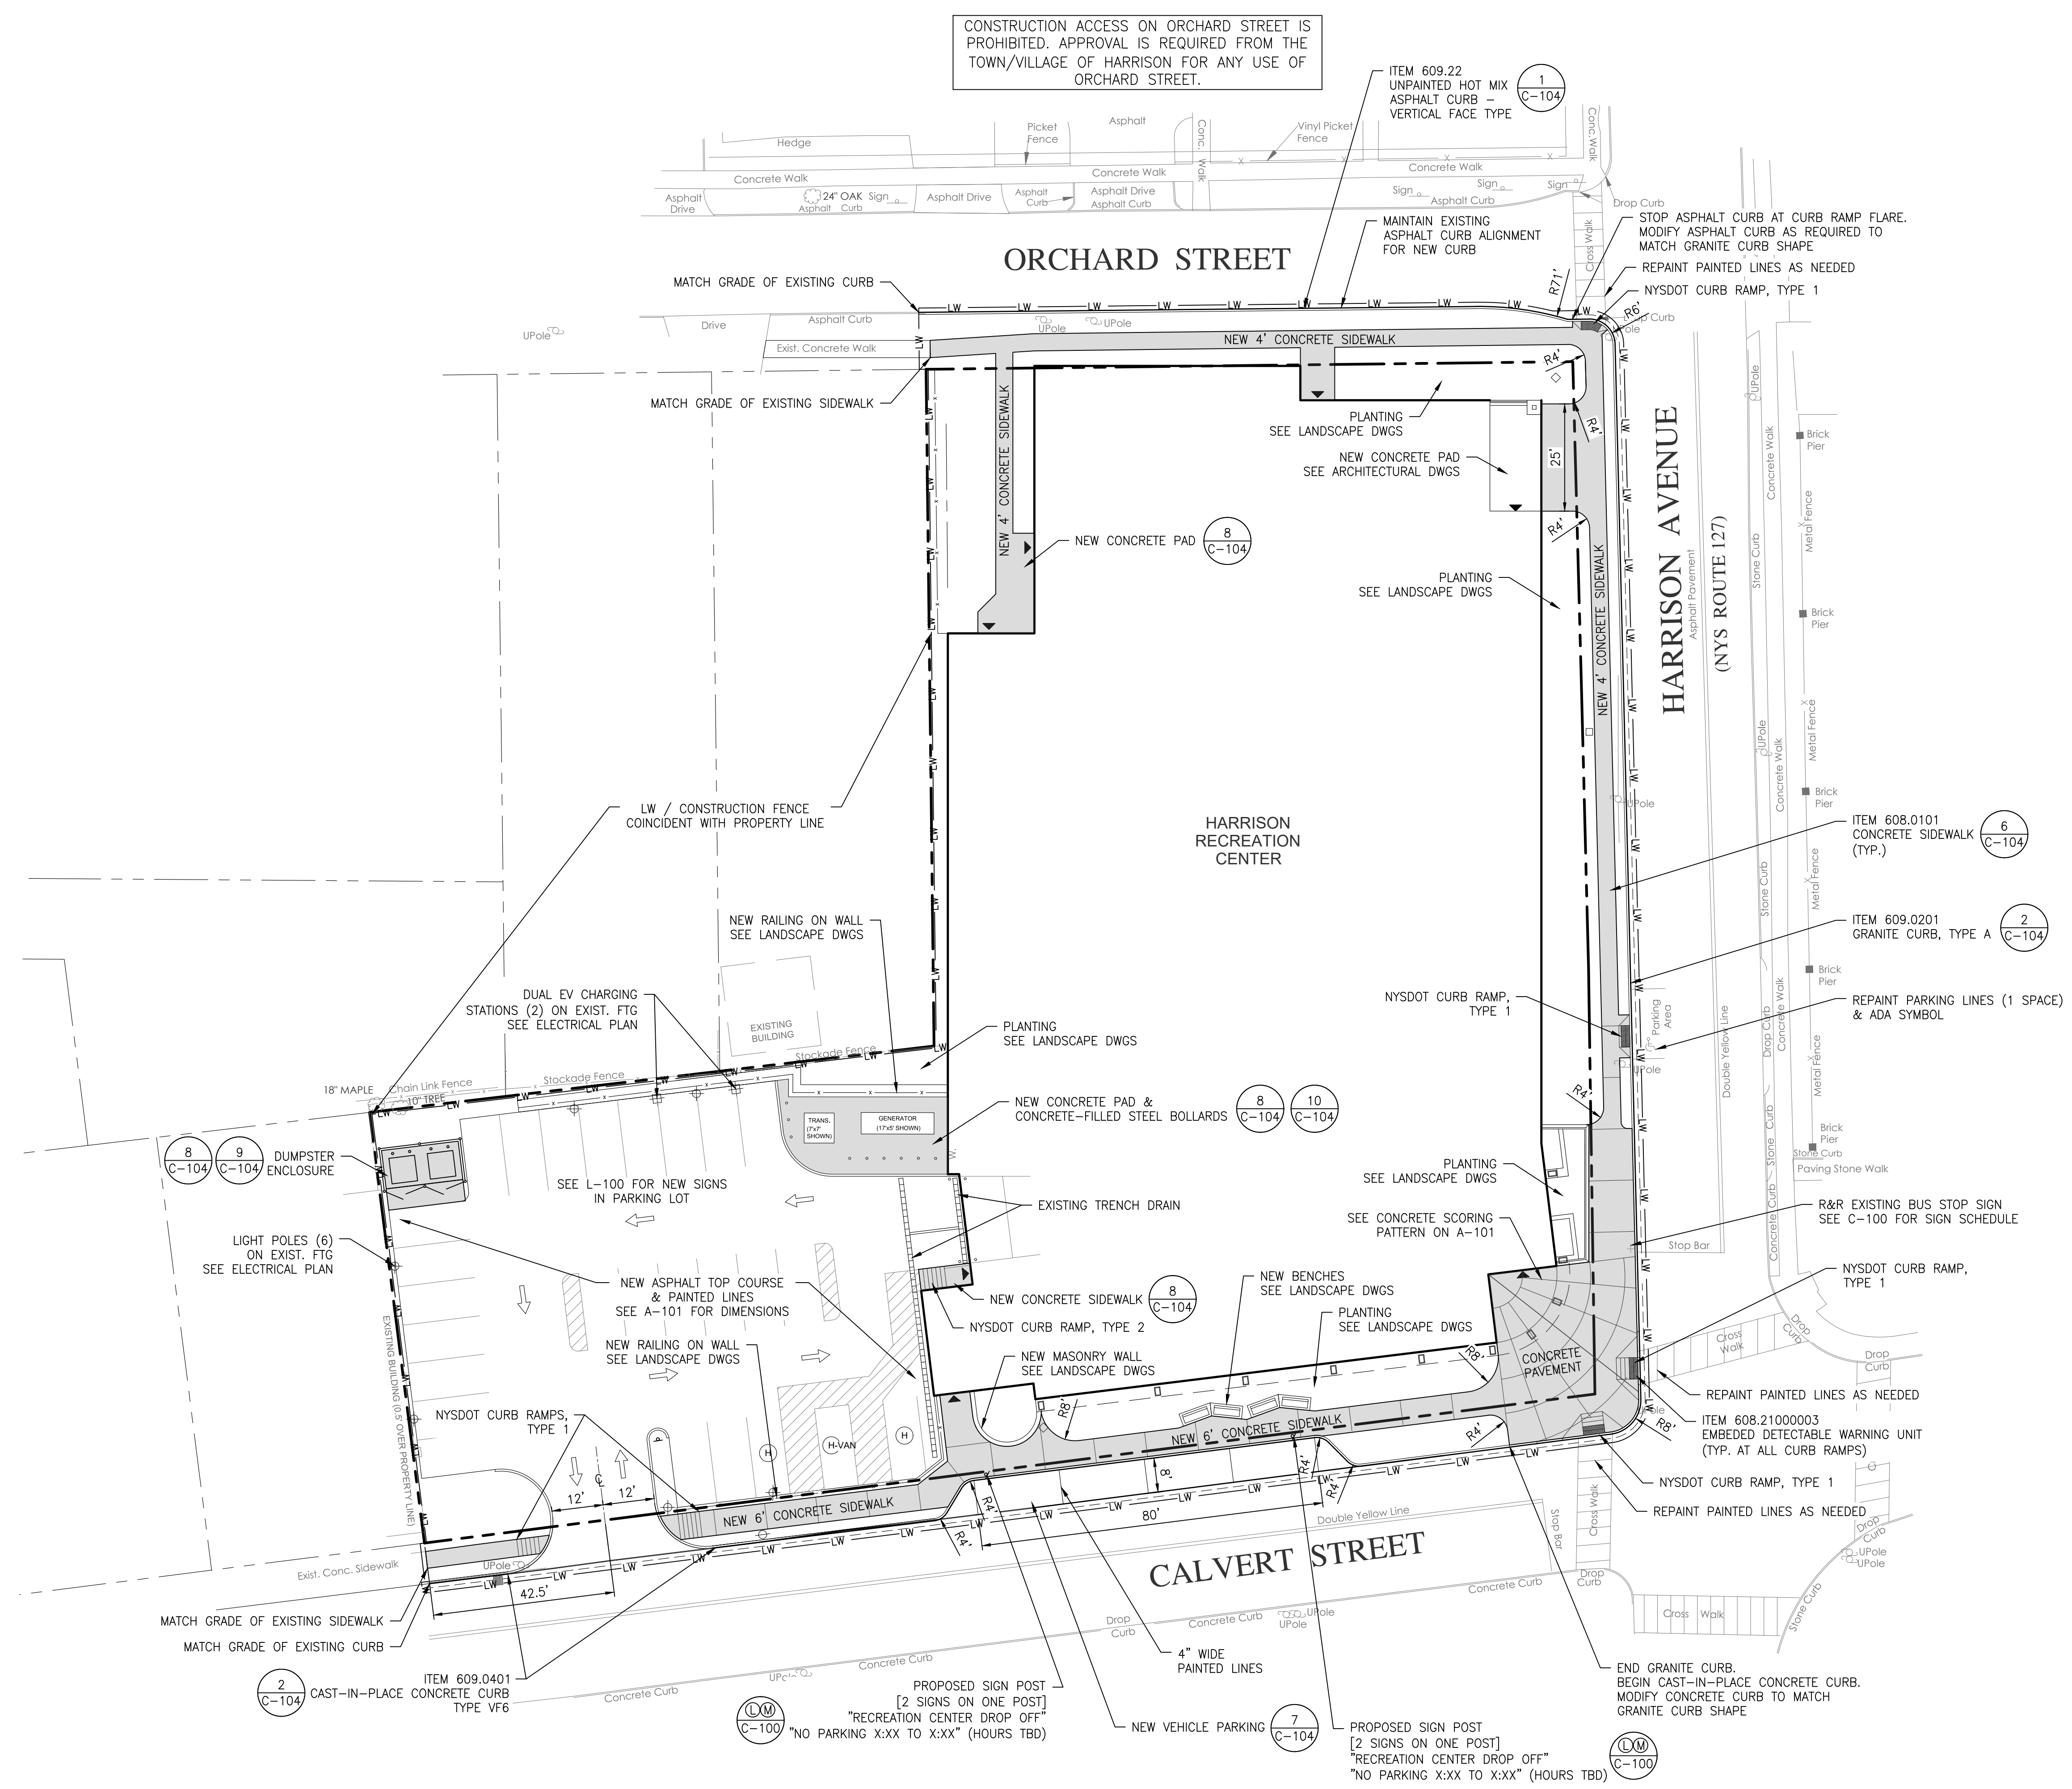 CONSTRUCTION ACCESS ON ORCHARD STREET IS
PROHIBITED. APPROVAL IS REQUIRED FROM THE
TOWN/VILLAGE OF HARRISON FOR ANY USE OF
ORCHARD STREET.
ITEM 609.22
UNPAINTED HOT MIX
ASPHALT CURB –
VERTICAL FACE TYPE
1
C-104
Hedge
Picket
Fence
Asphalt
Conc. Walk
Vinyl Picket
Fence
Conc. Walk
Concrete Walk
Concrete Walk
Concrete Walk
Asphalt
Drive
24" OAK
Sign
Asphalt Curb
Asphalt Drive
Asphalt
Curb
Asphalt Drive
Asphalt Curb
Sign
Sign
Sign
Asphalt Curb
Drop Curb
Cross Walk
STOP ASPHALT CURB AT CURB RAMP FLARE.
MODIFY ASPHALT CURB AS REQUIRED TO
MATCH GRANITE CURB SHAPE
MAINTAIN EXISTING
ASPHALT CURB ALIGNMENT
FOR NEW CURB
ORCHARD STREET
REPAINT PAINTED LINES AS NEEDED
NYSDOT CURB RAMP, TYPE 1
MATCH GRADE OF EXISTING CURB
R71'
R6'
UPole
Drive
Asphalt Curb
UPole
UPole
Exist. Concrete Walk
NEW 4' CONCRETE SIDEWALK
MATCH GRADE OF EXISTING SIDEWALK
R4'
R4'
PLANTING
SEE LANDSCAPE DWGS
NEW CONCRETE PAD
SEE ARCHITECTURAL DWGS
25'
R4'
NEW 4' CONCRETE SIDEWALK
NEW CONCRETE PAD
8
C-104
PLANTING
SEE LANDSCAPE DWGS
NEW 4' CONCRETE SIDEWALK
HARRISON AVENUE
(NYS ROUTE 127)
Asphalt Pavement
UPole
Stone Curb
Concrete Walk
Brick
Pier
Metal Fence
Brick
Pier
Metal Fence
UPole
Concrete Walk
Brick
Pier
Metal Fence
Stone Curb
Brick
Pier
Metal Fence
LW / CONSTRUCTION FENCE
COINCIDENT WITH PROPERTY LINE
HARRISON
RECREATION
CENTER
UPole
ITEM 608.0101
CONCRETE SIDEWALK
(TYP.)
6
C-104
ITEM 609.0201
GRANITE CURB, TYPE A
2
C-104
NEW RAILING ON WALL
SEE LANDSCAPE DWGS
DUAL EV CHARGING
STATIONS (2) ON EXIST. FTG
SEE ELECTRICAL PLAN
EXISTING
BUILDING
NYSDOT CURB RAMP,
TYPE 1
Parking
Area
Double Yellow Line
Drop Curb
Concrete Walk
REPAINT PARKING LINES (1 SPACE)
& ADA SYMBOL
UPole
PLANTING
SEE LANDSCAPE DWGS
18" MAPLE
Chain Link Fence
10" TREE
Stockade Fence
Stockade Fence
TRANS.
(7'x7'
SHOWN)
GENERATOR
(17'x5' SHOWN)
NEW CONCRETE PAD &
CONCRETE-FILLED STEEL BOLLARDS
8
C-104
10
C-104
R4'
Stone Curb
Brick
Pier
Stone Curb
Paving Stone Walk
8
C-104
9
C-104
DUMPSTER
ENCLOSURE
SEE L-100 FOR NEW SIGNS
IN PARKING LOT
W.
PLANTING
SEE LANDSCAPE DWGS
EXISTING TRENCH DRAIN
SEE CONCRETE SCORING
PATTERN ON A-101
R&R EXISTING BUS STOP SIGN
SEE C-100 FOR SIGN SCHEDULE
Concrete Curb
Stop Bar
LIGHT POLES (6)
ON EXIST. FTG
SEE ELECTRICAL PLAN
NEW ASPHALT TOP COURSE
& PAINTED LINES
SEE A-101 FOR DIMENSIONS
NEW CONCRETE SIDEWALK
8
C-104
NEW BENCHES
SEE LANDSCAPE DWGS
NYSDOT CURB RAMP,
TYPE 1
NYSDOT CURB RAMP, TYPE 2
PLANTING
SEE LANDSCAPE DWGS
EXISTING BUILDING (0.5' OVER PROPERTY LINE)
NEW RAILING ON WALL
SEE LANDSCAPE DWGS
NEW MASONRY WALL
SEE LANDSCAPE DWGS
R8'
CONCRETE
PAVEMENT
Cross
Walk
Drop
Curb
Drop
Curb
REPAINT PAINTED LINES AS NEEDED
NYSDOT CURB RAMPS,
TYPE 1
H
H-VAN
H
R8'
NEW 6' CONCRETE SIDEWALK
R4'
R8'
ITEM 608.21000003
EMBEDED DETECTABLE WARNING UNIT
(TYP. AT ALL CURB RAMPS)
NYSDOT CURB RAMP, TYPE 1
REPAINT PAINTED LINES AS NEEDED
12'
12'
NEW 6' CONCRETE SIDEWALK
R4'
R4'
8'
R4'
R4'
80'
Double Yellow Line
Stop Bar
Cross Walk
Drop
Curb
UPole
UPole
CALVERT STREET
Exist. Conc. Sidewalk
UPole
42.5'
Concrete Curb
Drop
Curb
Cross Walk
Stone Curb
MATCH GRADE OF EXISTING SIDEWALK
MATCH GRADE OF EXISTING CURB
Drop
Curb
Concrete Curb
UPole
UPole
2
C-104
ITEM 609.0401
CAST-IN-PLACE CONCRETE CURB
TYPE VF6
Concrete Curb
Concrete Curb
4" WIDE
PAINTED LINES
LM
C-100
PROPOSED SIGN POST
[2 SIGNS ON ONE POST]
"RECREATION CENTER DROP OFF"
"NO PARKING X:XX TO X:XX" (HOURS TBD)
NEW VEHICLE PARKING
7
C-104
PROPOSED SIGN POST
[2 SIGNS ON ONE POST]
"RECREATION CENTER DROP OFF"
"NO PARKING X:XX TO X:XX" (HOURS TBD)
LM
C-100
END GRANITE CURB.
BEGIN CAST-IN-PLACE CONCRETE CURB.
MODIFY CONCRETE CURB TO MATCH
GRANITE CURB SHAPE